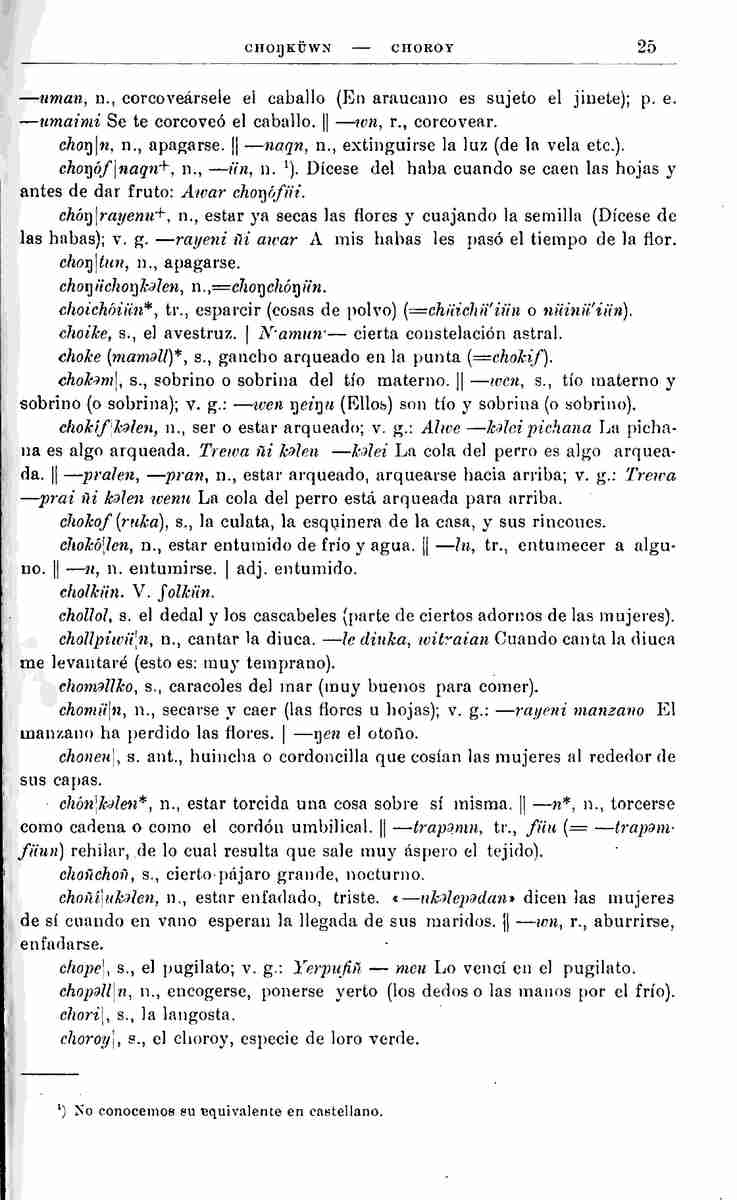 CHOŊKÜWN — CHOROY 25
—uman, n., corcoveársele el caballo (En araucano es sujeto el jinete); p. e.
—umaimi Se te corcoveó el caballo. || —wn, r., corcovear.
choŋ|n, n., apagarse. || —naqn, n., extinguirse la luz (de la vela etc.).
choŋóf|naqn+, n., —ün, n. ¹). Dícese del haba cuando se caen las hojas y
antes de dar fruto: Awar choŋófüi.
chóŋ|rayenu+, n., estar ya secas las flores y cuajando la semilla (Dícese de
las habas); v. g. —rayeni ñi awar A mis habas les pasó el tiempo de la flor.
choŋ|tun, n., apagarse.
choŋüchoŋkəlen, n.,=choŋchóŋün.
choichóiün*, tr., esparcir (cosas de polvo) (=chüichü'iün o nüinü'iün).
choike, s., el avestruz. | N·amun·— cierta constelación astral.
choke (maməll)*, s., gancho arqueado en la punta (=chokif).
chokəm|, s., sobrino o sobrina del tío materno. || —wen, s., tío materno y
sobrino (o sobrina); v. g.: —wen ŋeiŋu (Ellos) son tío y sobrina (o sobrino).
chokif|kəlen, n., ser o estar arqueado; v. g.: Alwe —kəlei pichana La picha-
na es algo arqueada. Trewa ñi kəlen —kəlei La cola del perro es algo arquea-
da. || —pralen, —pran, n., estar arqueado, arquearse hacia arriba; v. g.: Trewa
—prai ñi kəlen wenu La cola del perro está arqueada para arriba.
chokof (ruka), s., la culata, la esquinera de la casa, y sus rincones.
chokó|len, n., estar entumido de frío y agua. || —ln, tr., entumecer a algu-
no. || —n, n. entumirse. | adj. entumido.
cholkün. V. ʃolkün.
chollol, s. el dedal y los cascabeles (parte de ciertos adornos de las mujeres).
chollpiwü|n, n., cantar la diuca. —le diuka, witraian Cuando canta la diuca
me levantaré (esto es: muy temprano).
choməllko, s., caracoles del mar (muy buenos para comer).
chomü|n, n., secarse y caer (las flores u hojas); v. g.: —rayeni manzano El
manzano ha perdido las flores. | —ŋen el otoño.
choneu|, s. ant., huincha o cordoncilla que cosían las mujeres al rededor de
sus capas.
chón|kəlen*, n., estar torcida una cosa sobre sí misma. || —n*, n., torcerse
como cadena o como el cordón umbilical. || —trapəmn, tr., füu (= —trapəm-
füun) rehilar, de lo cual resulta que sale muy áspero el tejido).
choñchoñ, s., cierto pájaro grande, nocturno.
choñi|ukəlen, n., estar enfadado, triste. «—ukəlepədan» dicen las mujeres
de sí cuando en vano esperan la llegada de sus maridos. || —wn, r., aburrirse,
enfadarse.
chope|, s., el pugilato; v. g.: Yerpufiñ — meu Lo vencí en el pugilato.
chopəll|n, n., encogerse, ponerse yerto (los dedos o las manos por el frío).
chori|, s., la langosta.
choroy|, s., el choroy, especie de loro verde.
¹) No conocemos su equivalente en castellano.